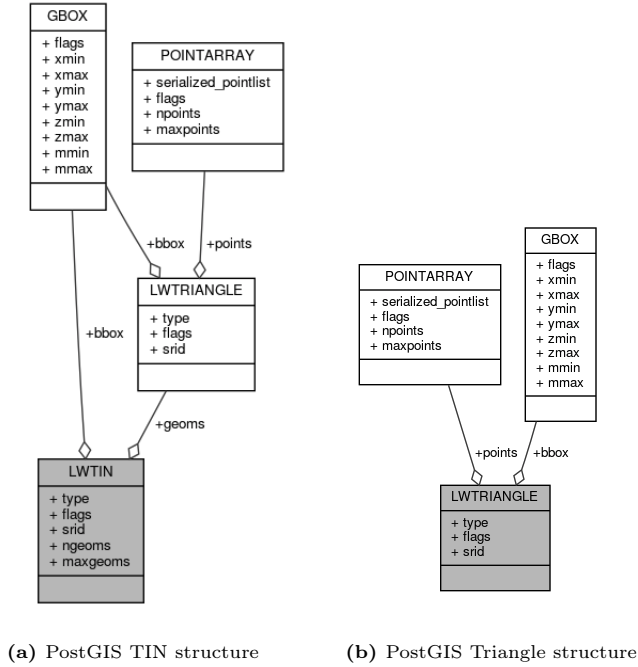 GBOX
+ flags
+ xmin
+ xmax
+ ymin
+ ymax
+ zmin
+ zmax
+ mmin
+ mmax
POINTARRAY
+ serialized_pointlist
+ flags
+ npoints
+ maxpoints
+bbox
+points
LWTRIANGLE
+ type
+ flags
+ srid
+bbox
+geoms
LWTIN
+ type
+ flags
+ srid
+ ngeoms
+ maxgeoms
(a) PostGIS TIN structure
POINTARRAY
+ serialized_pointlist
+ flags
+ npoints
+ maxpoints
GBOX
+ flags
+ xmin
+ xmax
+ ymin
+ ymax
+ zmin
+ zmax
+ mmin
+ mmax
+points
+bbox
LWTRIANGLE
+ type
+ flags
+ srid
(b) PostGIS Triangle structure